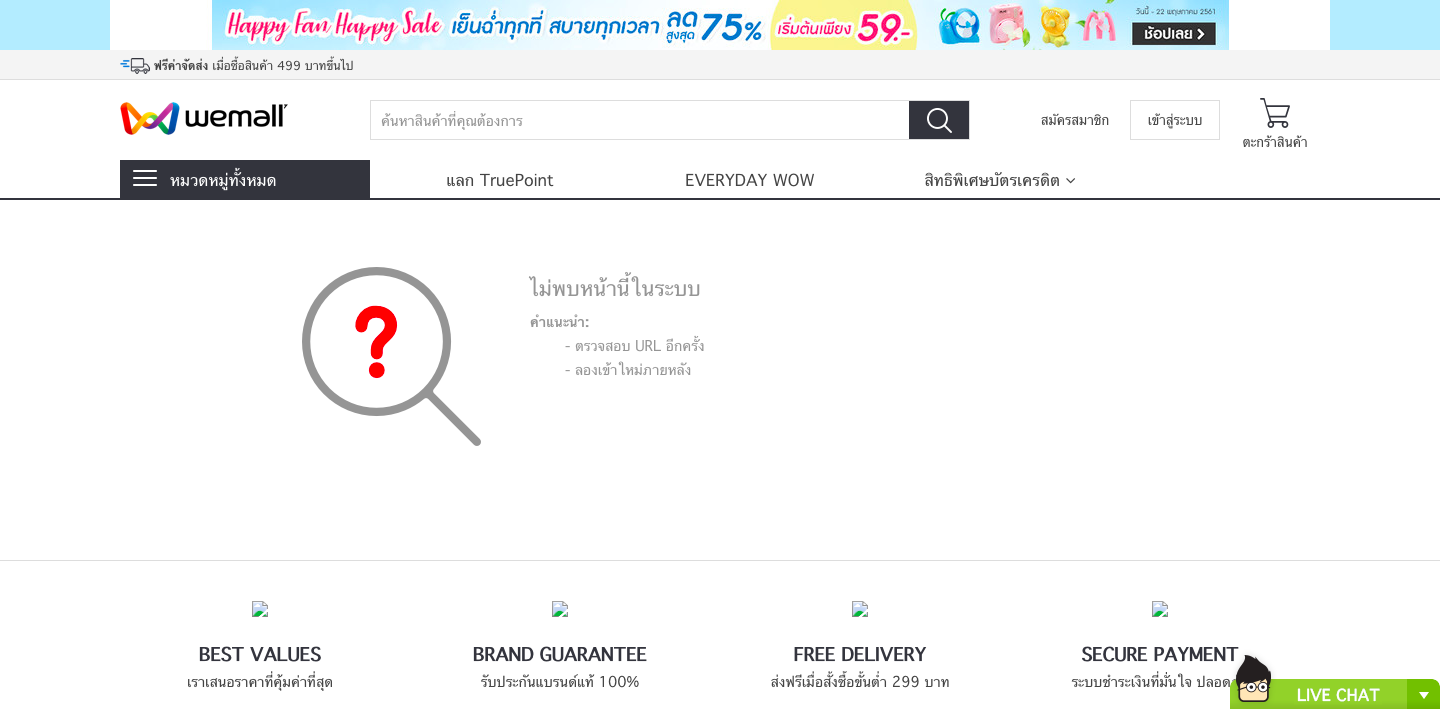 Happy Fan Happy Sale เย็นฉ่ำทุกที่ สบายทุกเวลา ลดสูงสุด 75% เริ่มต้นเพียง 59.- วันนี้ - 22 พฤษภาคม 2561
ช้อปเลย
ฟรีค่าจัดส่ง เมื่อซื้อสินค้า 499 บาทขึ้นไป
wemall
ค้นหาสินค้าที่คุณต้องการ
สมัครสมาชิก
เข้าสู่ระบบ
ตะกร้าสินค้า
หมวดหมู่ทั้งหมด
แลก TruePoint
EVERYDAY WOW
สิทธิพิเศษบัตรเครดิต
ไม่พบหน้านี้ในระบบ
คำแนะนำ:
- ตรวจสอบ URL อีกครั้ง
- ลองเข้าใหม่ภายหลัง
BEST VALUES
เราเสนอราคาที่คุ้มค่าที่สุด
BRAND GUARANTEE
รับประกันแบรนด์แท้ 100%
FREE DELIVERY
ส่งฟรีเมื่อสั่งซื้อขั้นต่ำ 299 บาท
SECURE PAYMENT
ระบบชำระเงินที่มั่นใจ ปลอด
LIVE CHAT